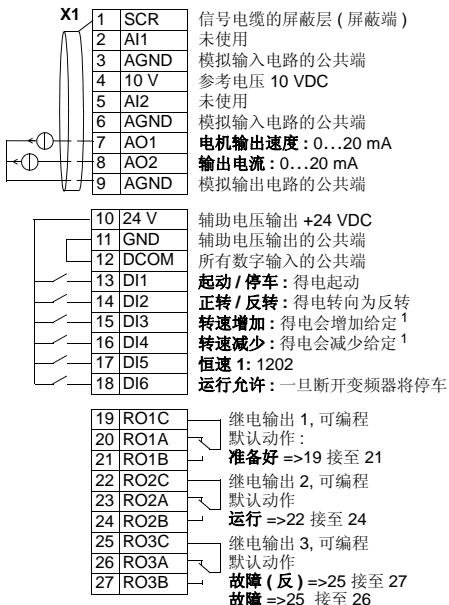 X1
1 SCR 信号电缆的屏蔽层 ( 屏蔽端 )
2 AI1 未使用
3 AGND 模拟输入电路的公共端
4 10 V 参考电压 10 VDC
5 AI2 未使用
6 AGND 模拟输入电路的公共端
7 AO1 电机输出速度 : 0…20 mA
8 AO2 输出电流 : 0…20 mA
9 AGND 模拟输出电路的公共端
10 24 V 辅助电压输出 +24 VDC
11 GND 辅助电压输出的公共端
12 DCOM 所有数字输入的公共端
13 DI1 起动 / 停车 : 得电起动
14 DI2 正转 / 反转 : 得电转向为反转
15 DI3 转速增加 : 得电会增加给定 1
16 DI4 转速减少 : 得电会减少给定 1
17 DI5 恒速 1: 1202
18 DI6 运行允许 : 一旦断开变频器将停车
19 RO1C 继电输出 1, 可编程
20 RO1A 默认动作 :
21 RO1B 准备好 =>19 接至 21
22 RO2C 继电输出 2, 可编程
23 RO2A 默认动作
24 RO2B 运行 =>22 接至 24
25 RO3C 继电输出 3, 可编程
26 RO3A 默认动作
27 RO3B 故障 ( 反 ) =>25 接至 27
故障 =>25 接至 26